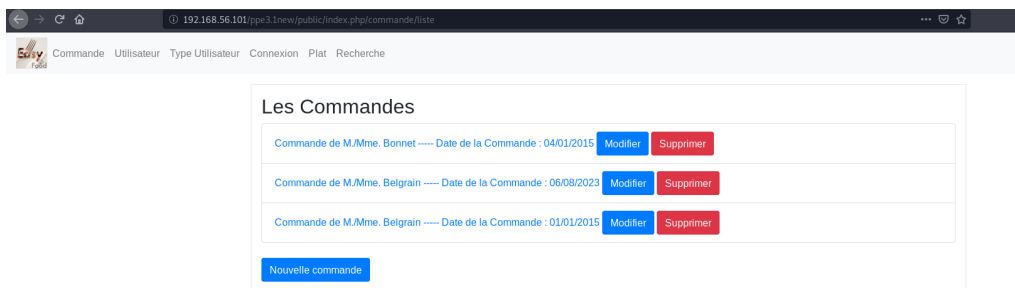 192.168.56.101/ppe3.1new/public/index.php/commande/liste
Easy Food
Commande Utilisateur Type Utilisateur Connexion Plat Recherche
Les Commandes
Commande de M./Mme. Bonnet ----- Date de la Commande : 04/01/2015 Modifier Supprimer
Commande de M./Mme. Belgrain ----- Date de la Commande : 06/08/2023 Modifier Supprimer
Commande de M./Mme. Belgrain ----- Date de la Commande : 01/01/2015 Modifier Supprimer
Nouvelle commande